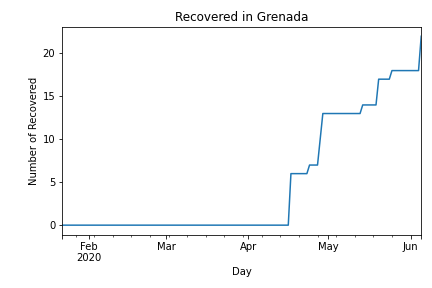 Recovered in Grenada
Number of Recovered
20
15
10
5
0
Feb
2020
Mar
Apr
May
Jun
Day